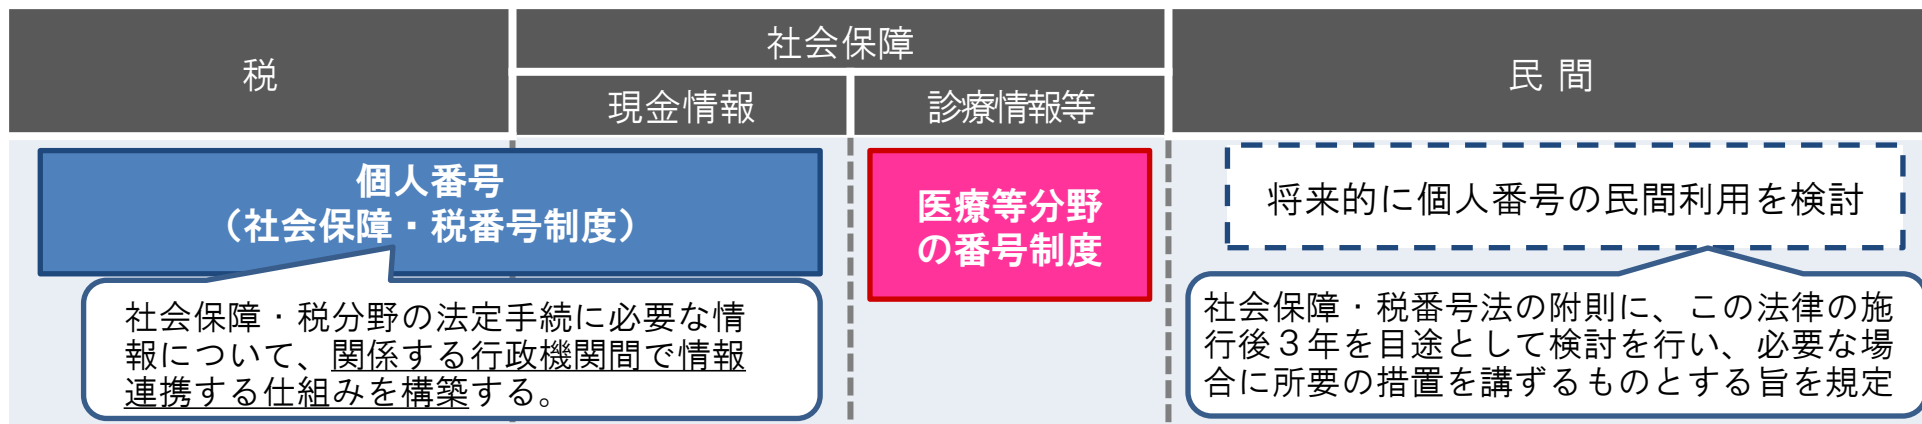 税
社会保障
現金情報
診療情報等
民 間
個人番号
（社会保障・税番号制度）
医療等分野
の番号制度
将来的に個人番号の民間利用を検討
社会保障・税分野の法定手続に必要な情
報について、関係する行政機関間で情報
連携する仕組みを構築する。
社会保障・税番号法の附則に、この法律の施
行後３年を目途として検討を行い、必要な場
合に所要の措置を講ずるものとする旨を規定